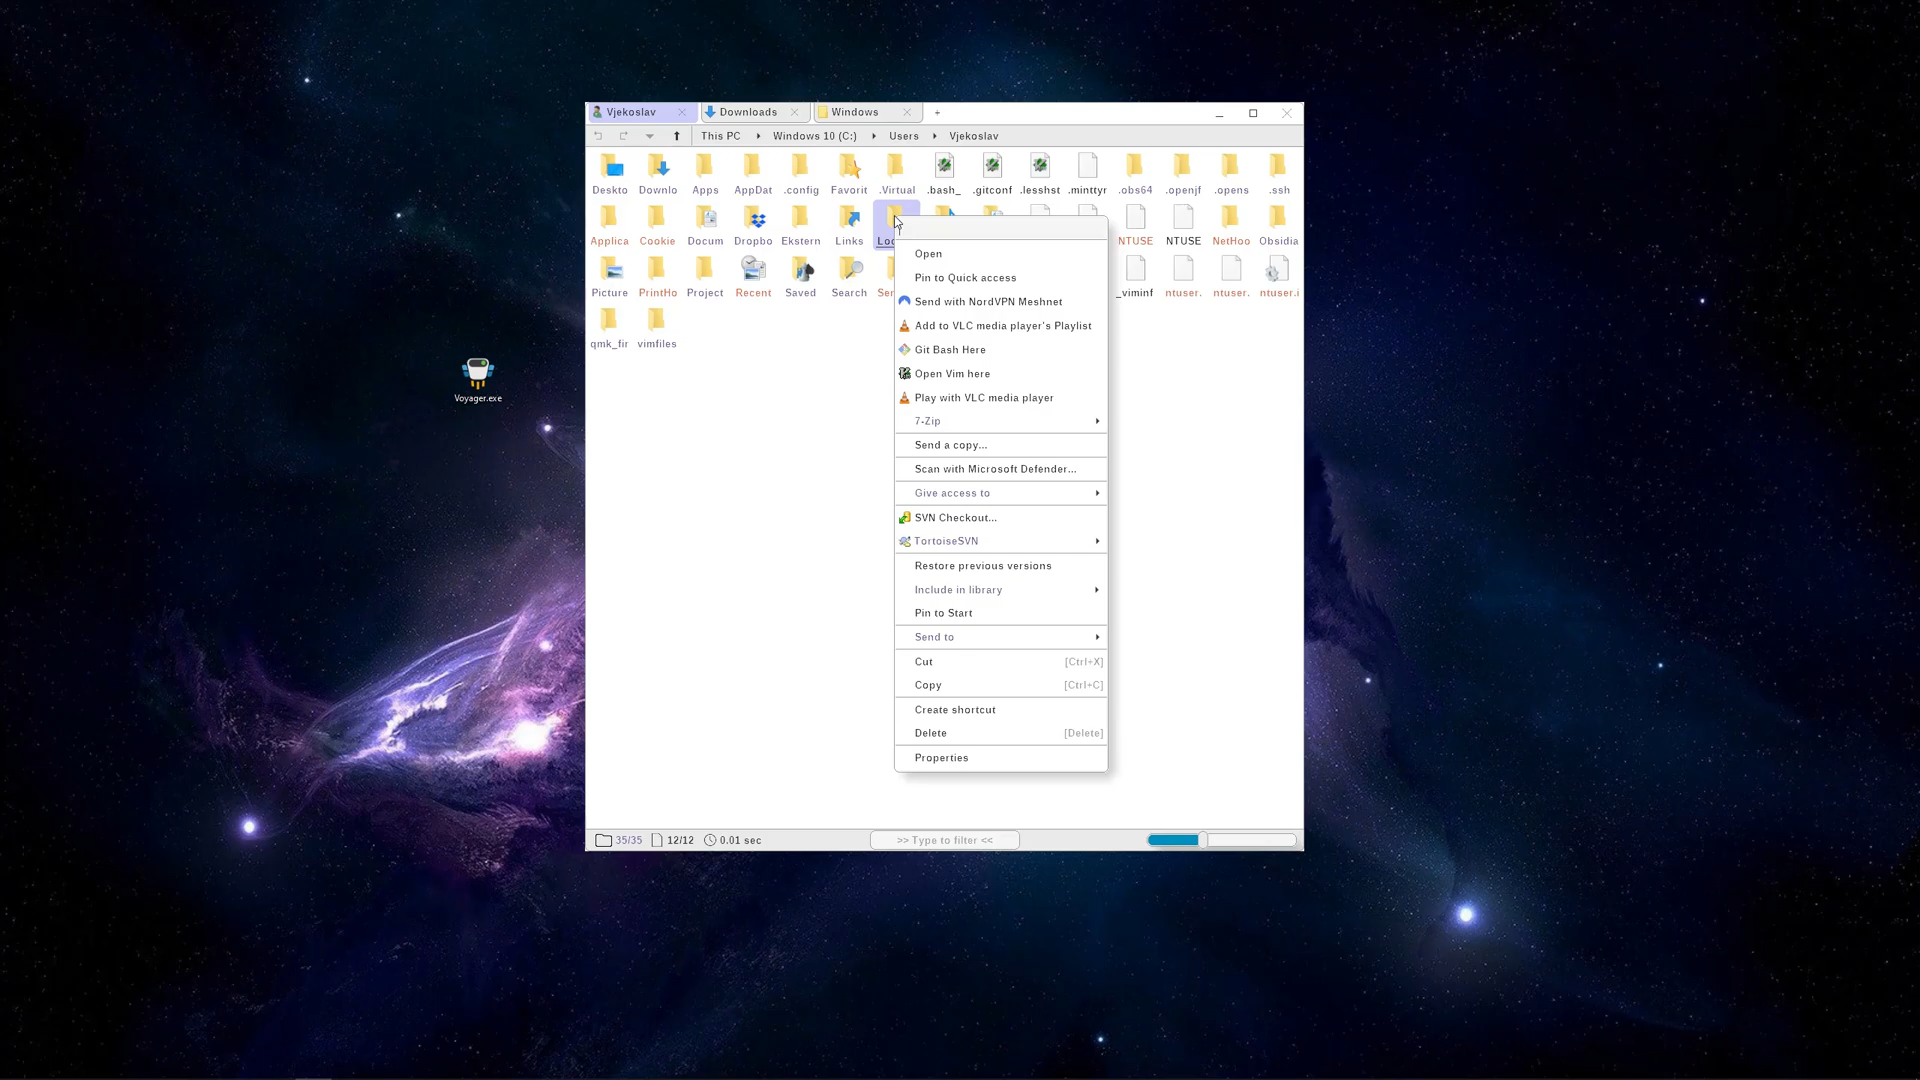 Vjekoslav
Downloads
Windows
+
This PC
Windows 10 (C:)
Users
Vjekoslav
Deskto
Downlo
Apps
AppDat
.config
Favorit
.Virtual
.bash_
.gitconf
.lesshst
.minttyr
.obs64
.openjf
.opens
.ssh
Applica
Cookie
Docum
Dropbo
Ekstern
Links
NTUSE
NTUSE
NetHoo
Obsidia
Picture
PrintHo
Project
Recent
Saved
Search
_viminf
ntuser.
ntuser.
ntuser.i
qmk_fir
vimfiles
Voyager.exe
Open
Pin to Quick access
Send with NordVPN Meshnet
Add to VLC media player's Playlist
Git Bash Here
Open Vim here
Play with VLC media player
7-Zip
Send a copy...
Scan with Microsoft Defender...
Give access to
SVN Checkout...
TortoiseSVN
Restore previous versions
Include in library
Pin to Start
Send to
Cut [Ctrl+X]
Copy [Ctrl+C]
Create shortcut
Delete [Delete]
Properties
35/35 12/12 0.01 sec
>> Type to filter <<